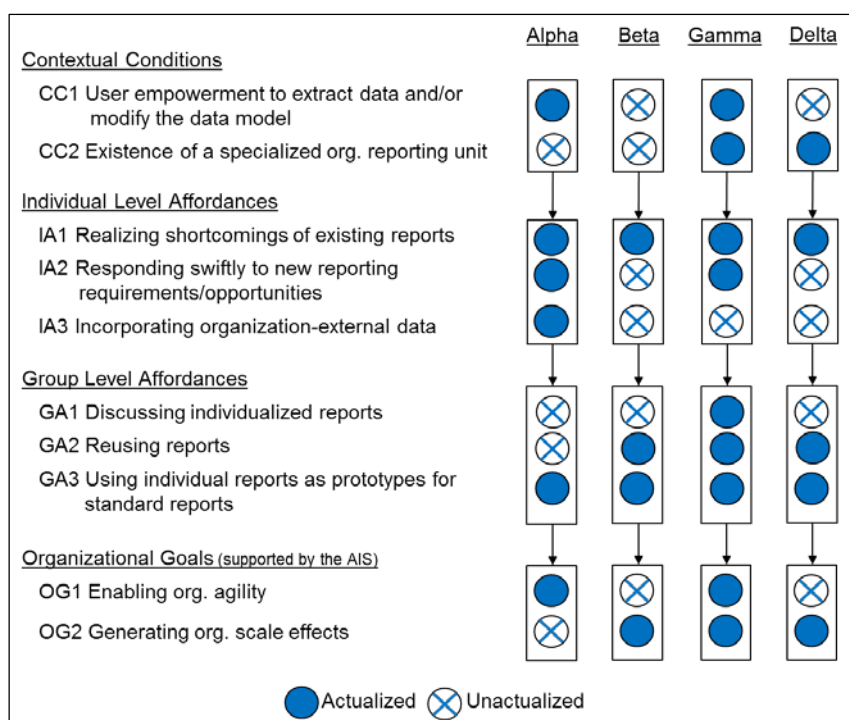 Alpha Beta Gamma Delta
Contextual Conditions
CC1 User empowerment to extract data and/or
modify the data model
CC2 Existence of a specialized org. reporting unit
Individual Level Affordances
IA1 Realizing shortcomings of existing reports
IA2 Responding swiftly to new reporting
requirements/opportunities
IA3 Incorporating organization-external data
Group Level Affordances
GA1 Discussing individualized reports
GA2 Reusing reports
GA3 Using individual reports as prototypes for
standard reports
Organizational Goals (supported by the AIS)
OG1 Enabling org. agility
OG2 Generating org. scale effects
Actualized Unactualized